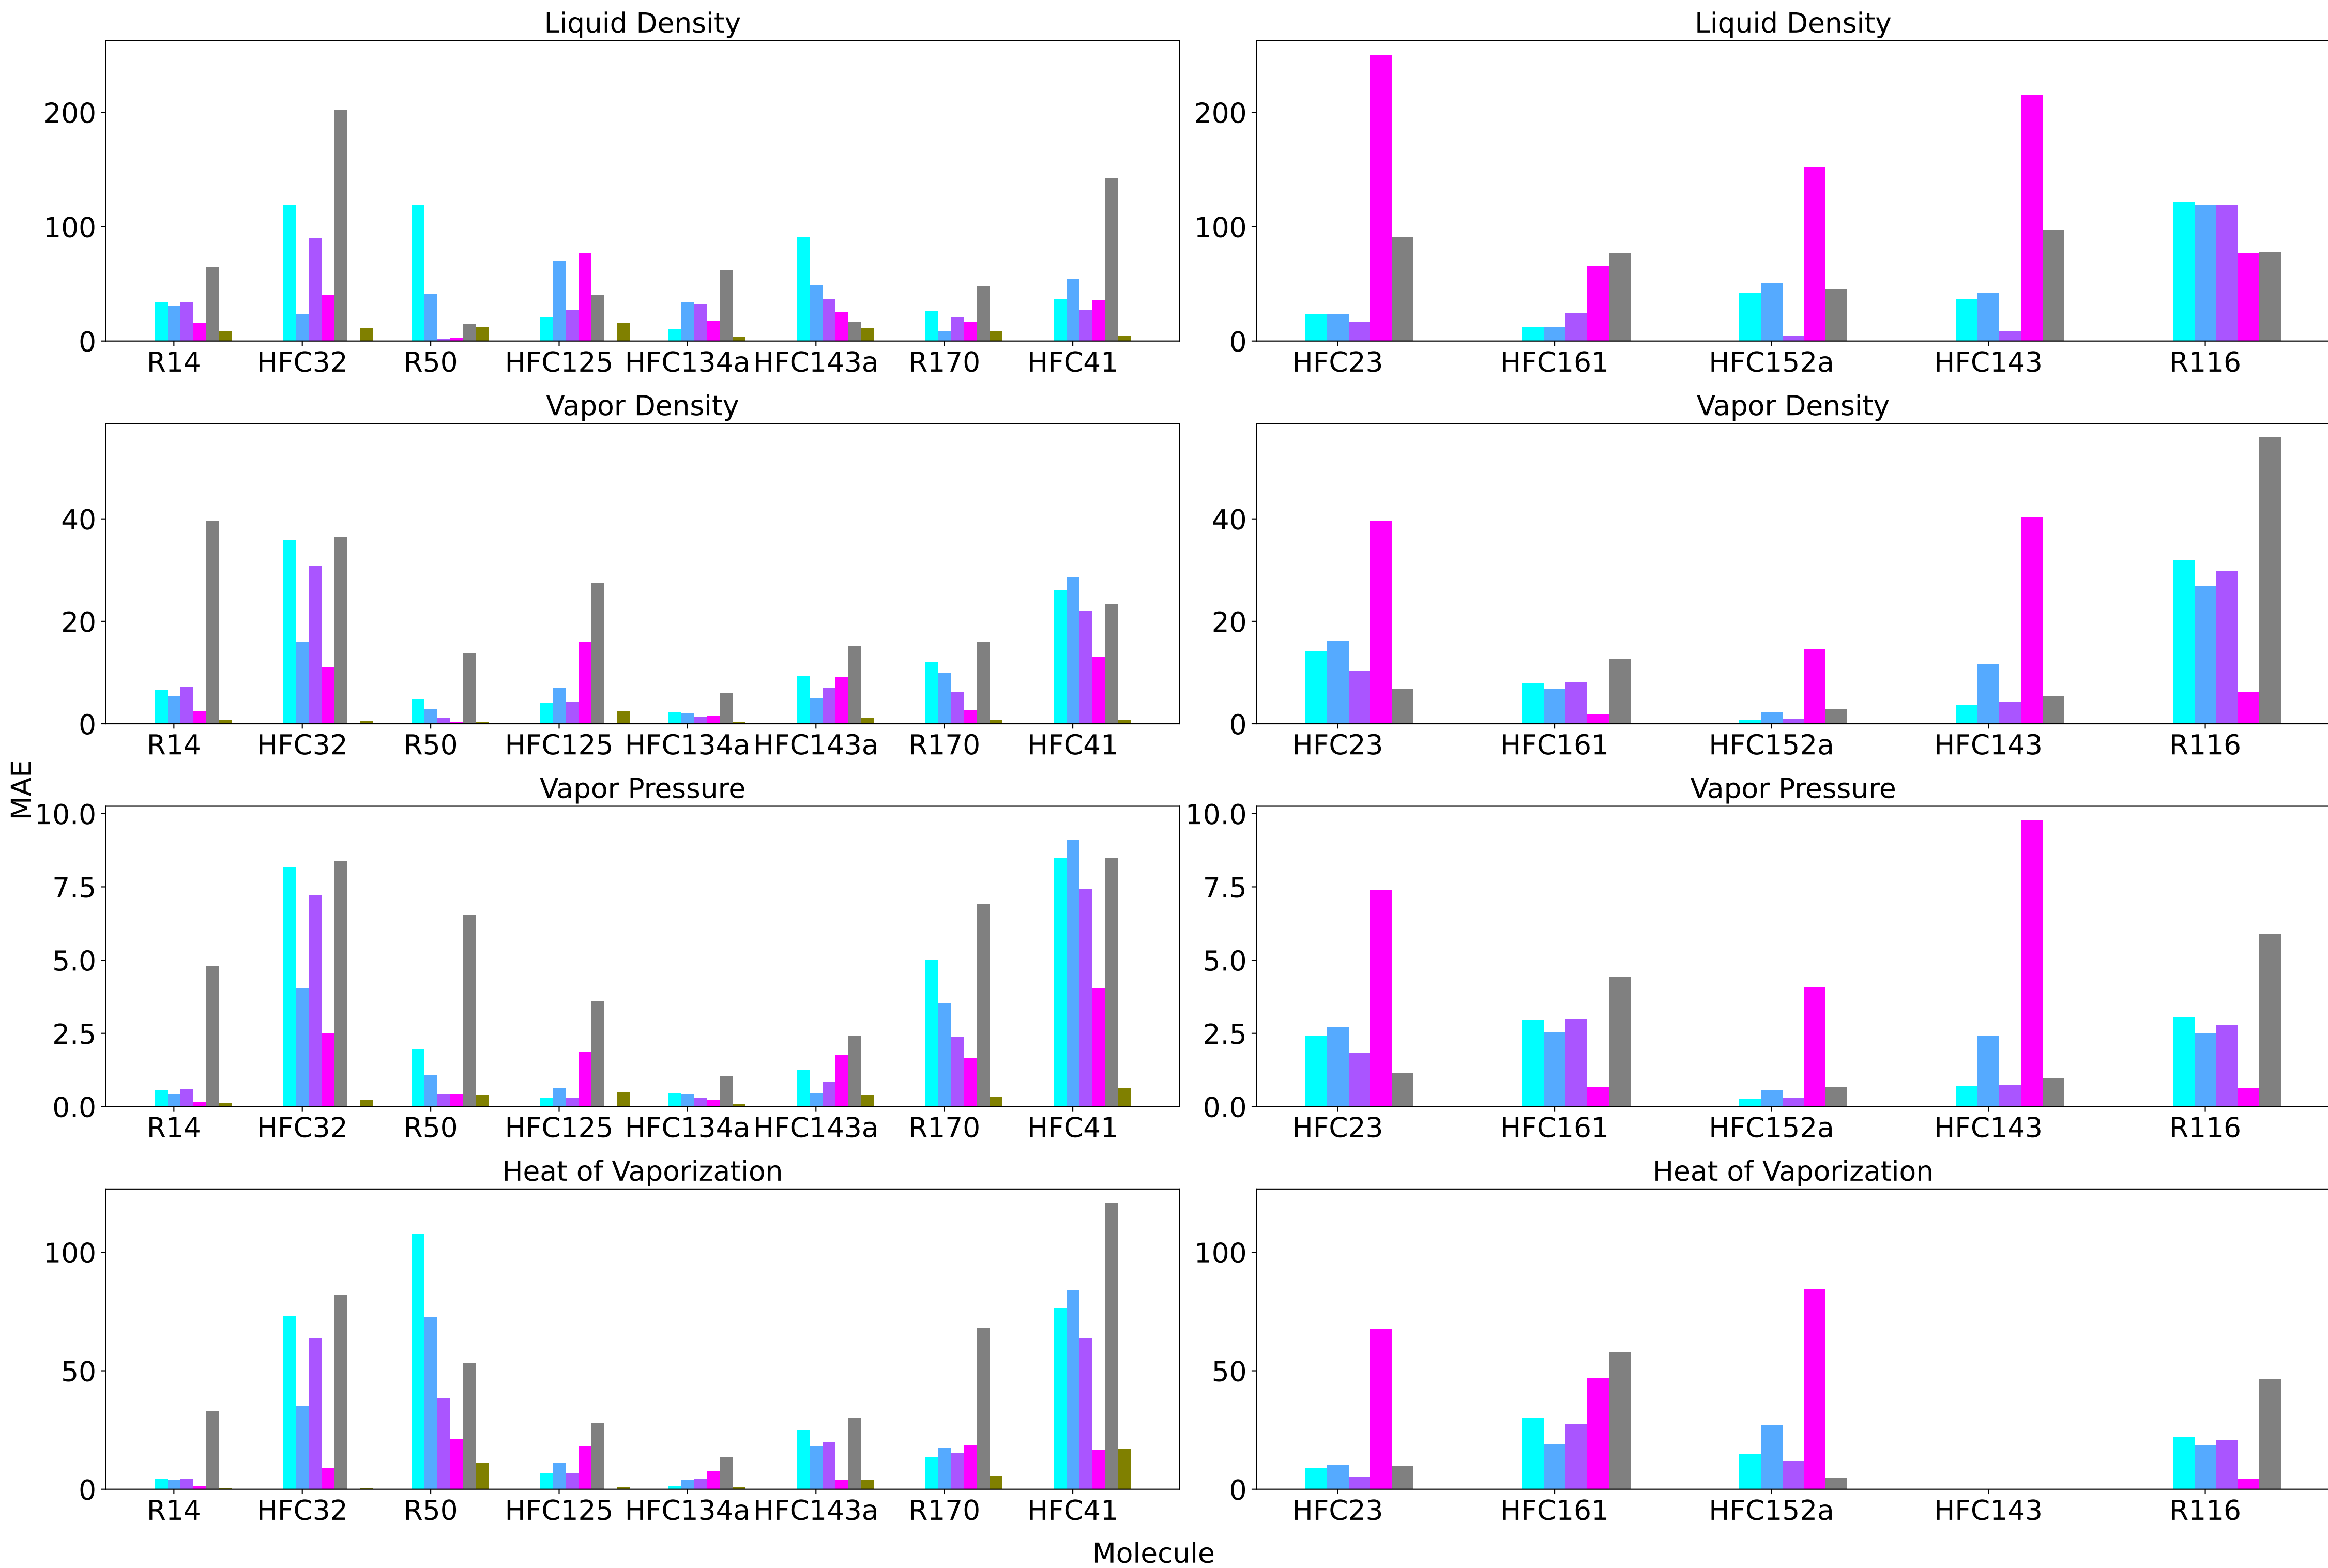 Liquid Density
200
100
0
R14 HFC32 R50 HFC125 HFC134a HFC143a R170 HFC41
Liquid Density
200
100
0
HFC23 HFC161 HFC152a HFC143 R116
Vapor Density
40
20
0
R14 HFC32 R50 HFC125 HFC134a HFC143a R170 HFC41
Vapor Density
40
20
0
HFC23 HFC161 HFC152a HFC143 R116
MAE
Vapor Pressure
10.0
7.5
5.0
2.5
0.0
R14 HFC32 R50 HFC125 HFC134a HFC143a R170 HFC41
Vapor Pressure
10.0
7.5
5.0
2.5
0.0
HFC23 HFC161 HFC152a HFC143 R116
Heat of Vaporization
100
50
0
R14 HFC32 R50 HFC125 HFC134a HFC143a R170 HFC41
Heat of Vaporization
100
50
0
HFC23 HFC161 HFC152a HFC143 R116
Molecule